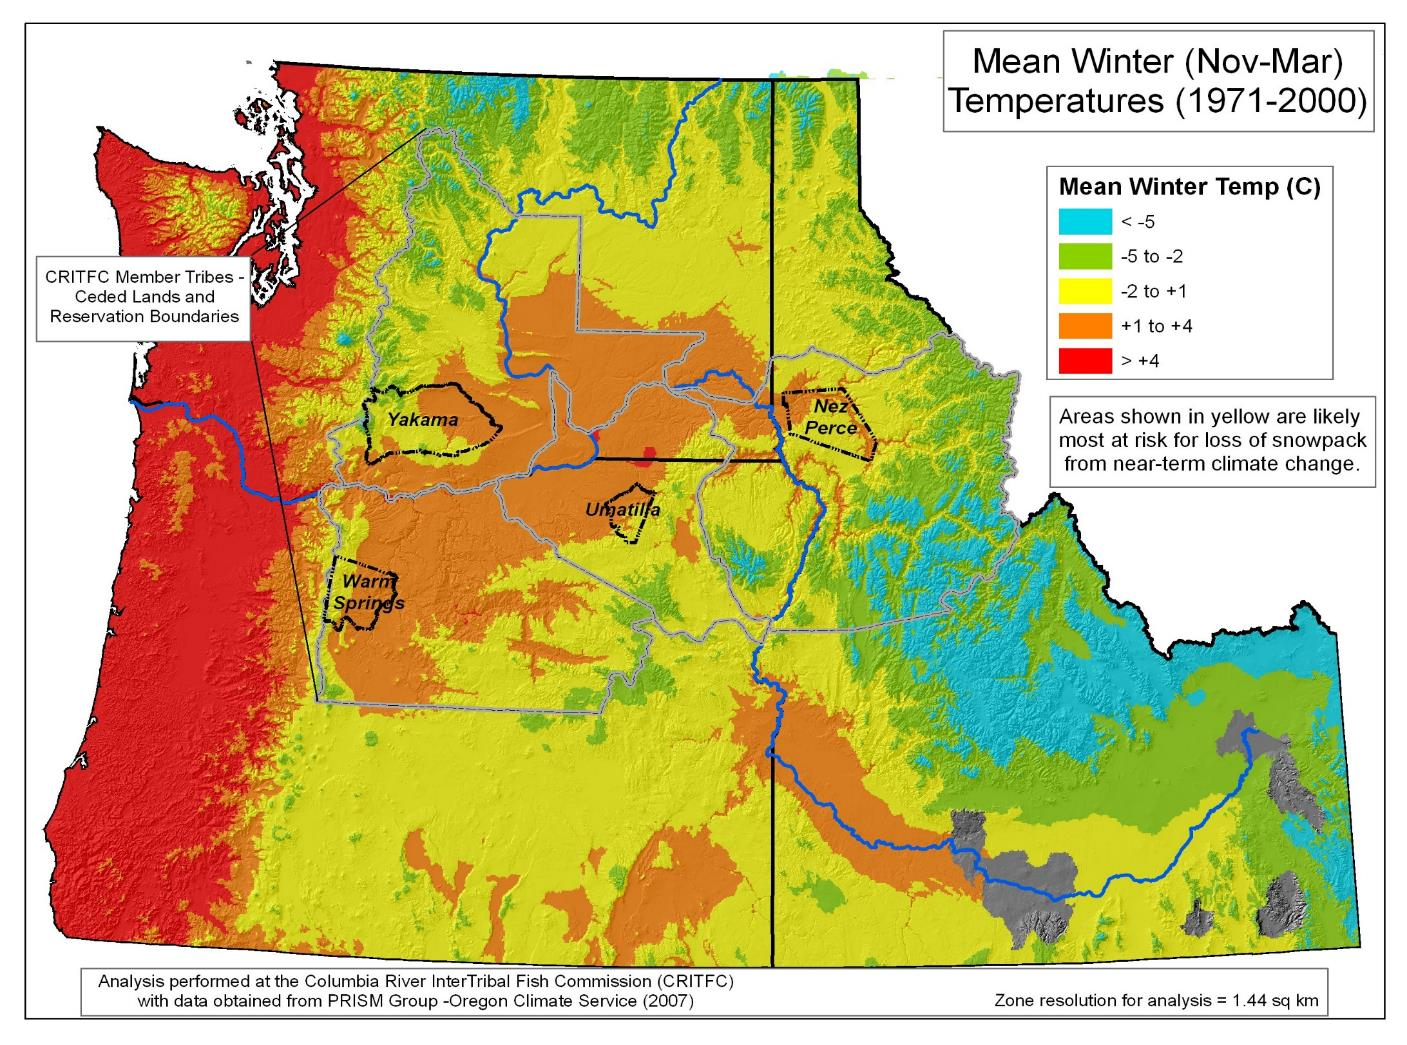 Mean Winter (Nov-Mar)
Temperatures (1971-2000)
Mean Winter Temp (C)
< -5
-5 to -2
-2 to +1
+1 to +4
> +4
CRITFC Member Tribes -
Ceded Lands and
Reservation Boundaries
Areas shown in yellow are likely
most at risk for loss of snowpack
from near-term climate change.
Yakama
Nez
Perce
Umatilla
Warm
Springs
Analysis performed at the Columbia River InterTribal Fish Commission (CRITFC)
with data obtained from PRISM Group -Oregon Climate Service (2007)
Zone resolution for analysis = 1.44 sq km